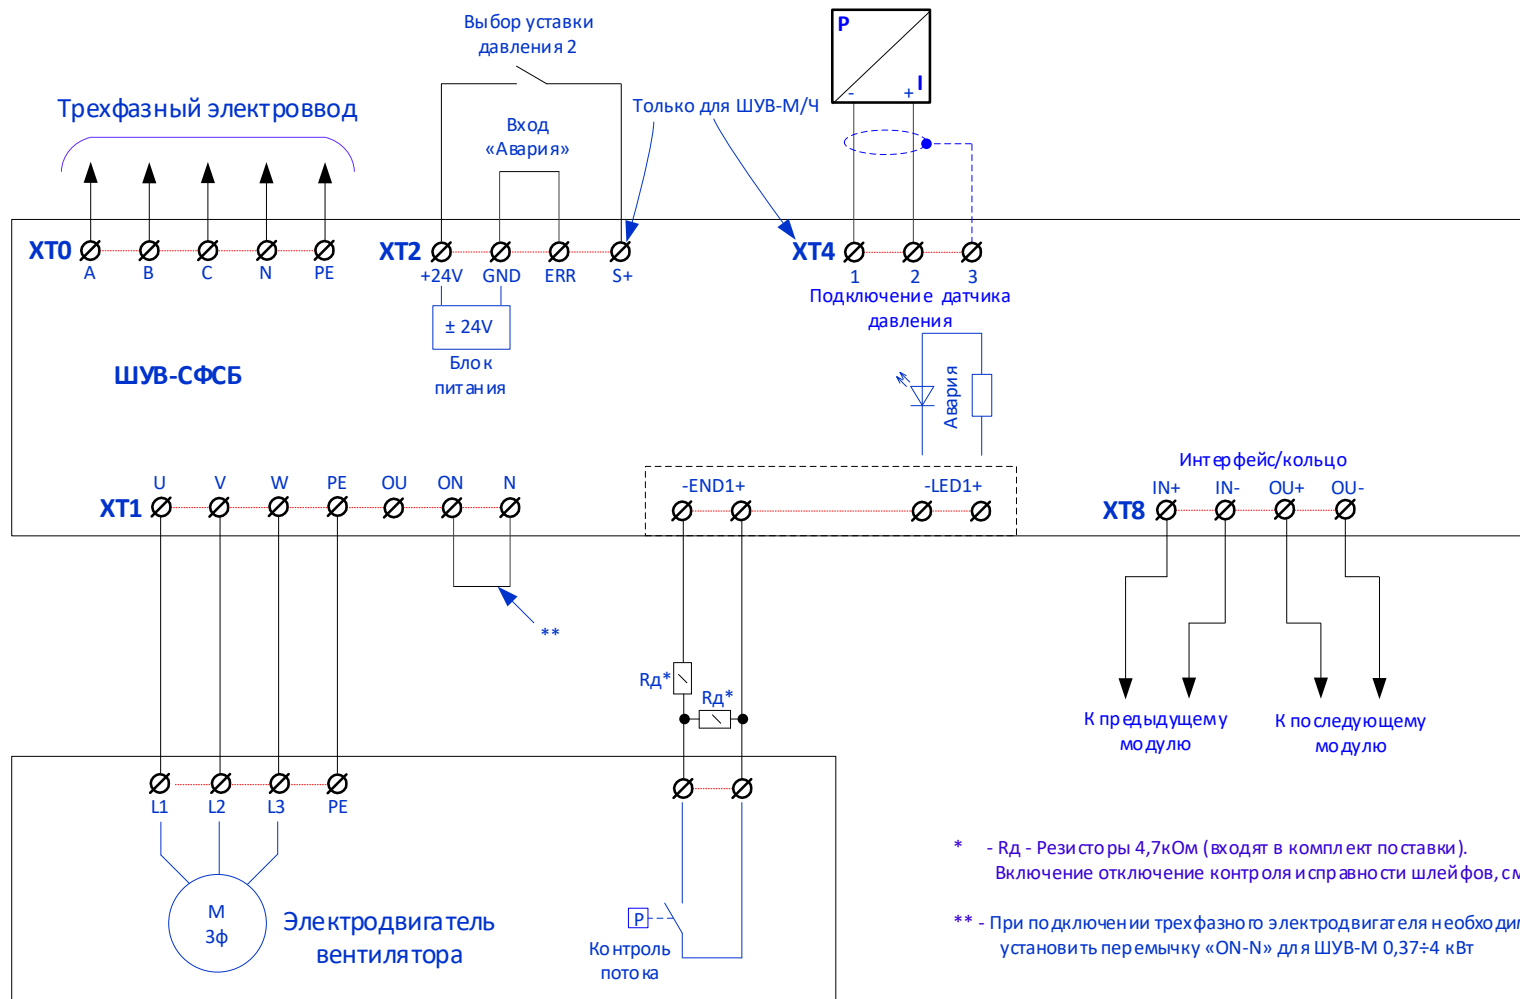 Выбор уставки
давления 2
P
I
-
+
Трехфазный электроввод
Только для ШУВ-М/Ч
Вход
«Авария»
XT0
A
B
C
N
PE
XT2
+24V
GND
ERR
S+
XT4
1
2
3
Подключение датчика
давления
± 24V
Блок
питания
ШУВ-СФСБ
Авария
XT1
U
V
W
PE
OU
ON
N
-END1+
-LED1+
Интерфейс/кольцо
XT8
IN+
IN-
OU+
OU-
**
Rд*
Rд*
К предыдущему
модулю
К последующему
модулю
L1
L2
L3
PE
M
3ф
Электродвигатель
вентилятора
P
Контроль
потока
* - Rд - Резисторы 4,7кОм (входят в комплект поставки).
Включение отключение контроля исправности шлейфов,
** - При подключении трехфазного электродвигателя
установить перемычку «ON-N» для ШУВ-М 0,37÷4 кВт